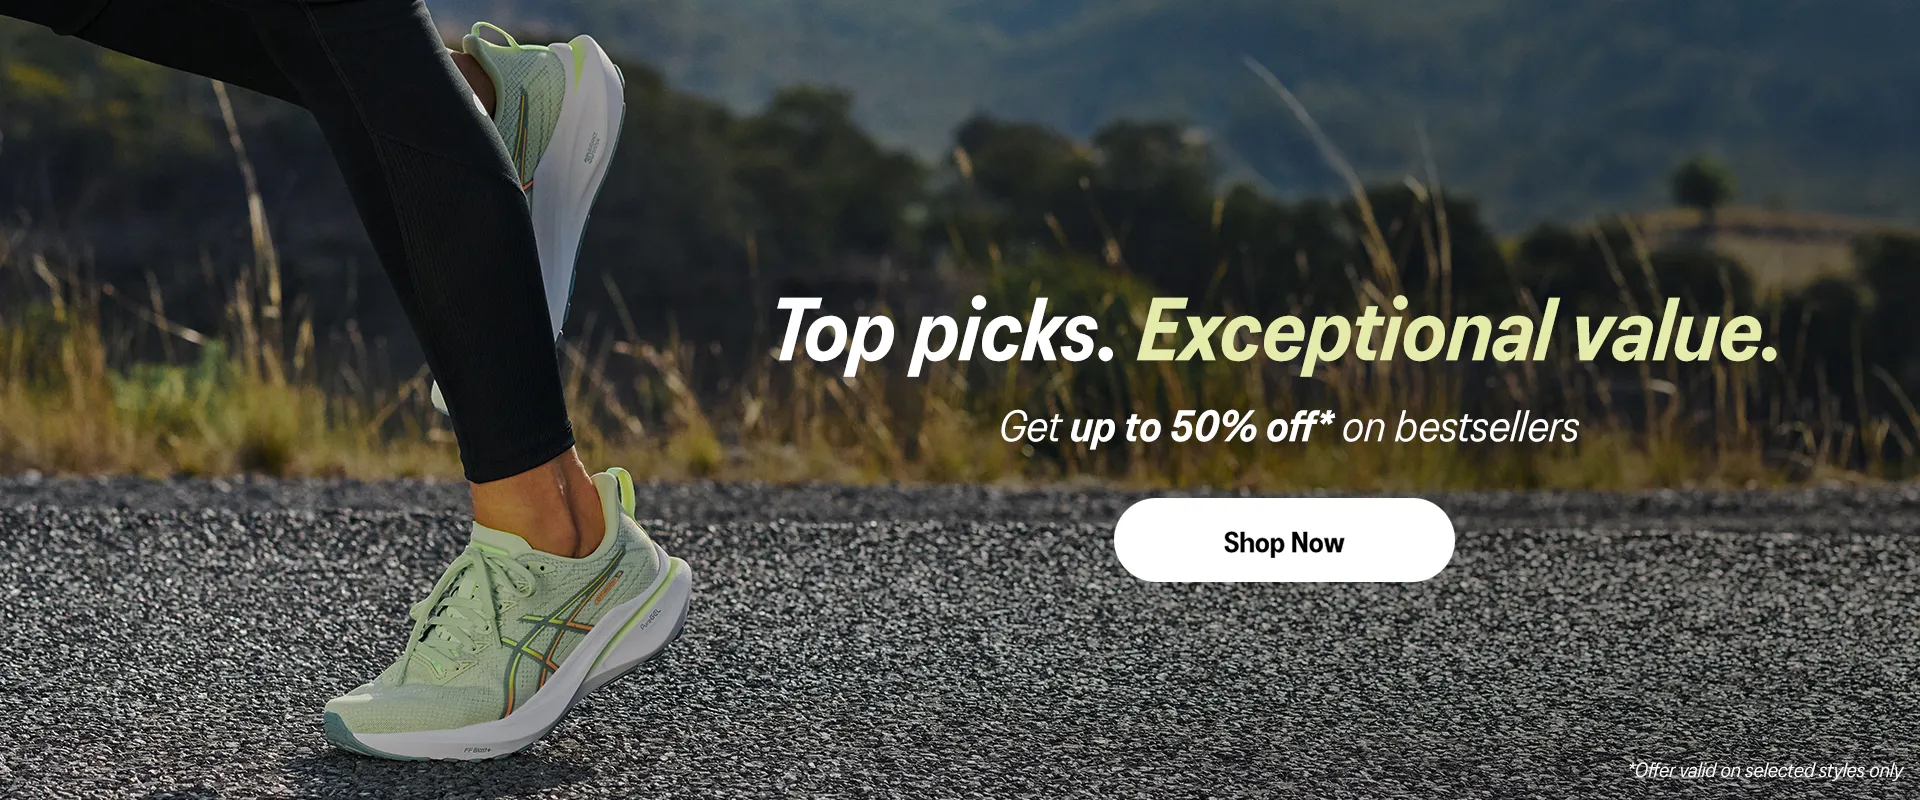 Top picks. Exceptional value.
Get up to 50% off* on bestsellers
Shop Now
PureGEL
FF Blast+
*Offer valid on selected styles only